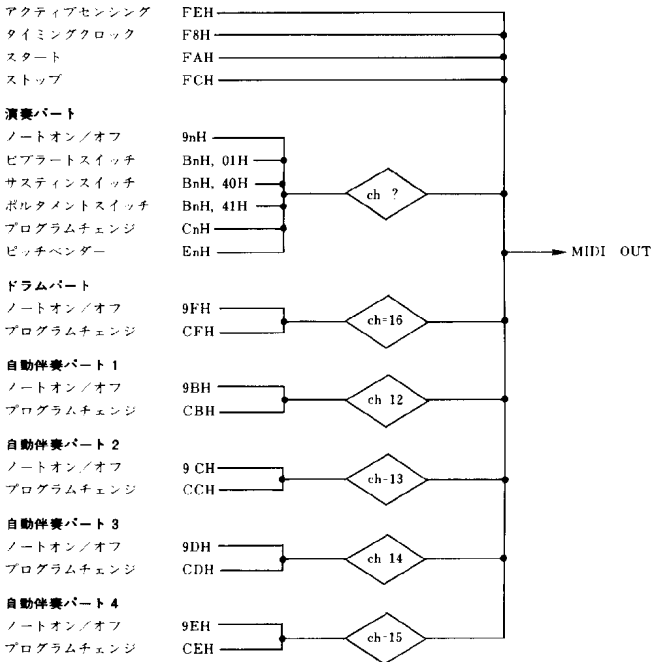 アクティブセンシング FEH
タイミングクロック F8H
スタート FAH
ストップ FCH
演奏パート
ノートオン／オフ 9nH
ビブラートスイッチ BnH, 01H
サスティンスイッチ BnH, 40H
ポルタメントスイッチ BnH, 41H
プログラムチェンジ CnH
ピッチベンダー EnH
ch ?
MIDI OUT
ドラムパート
ノートオン／オフ 9FH
プログラムチェンジ CFH
ch=16
自動伴奏パート 1
ノートオン／オフ 9BH
プログラムチェンジ CBH
ch 12
自動伴奏パート 2
ノートオン／オフ 9CH
プログラムチェンジ CCH
ch-13
自動伴奏パート 3
ノートオン／オフ 9DH
プログラムチェンジ CDH
ch 14
自動伴奏パート 4
ノートオン／オフ 9EH
プログラムチェンジ CEH
ch-15